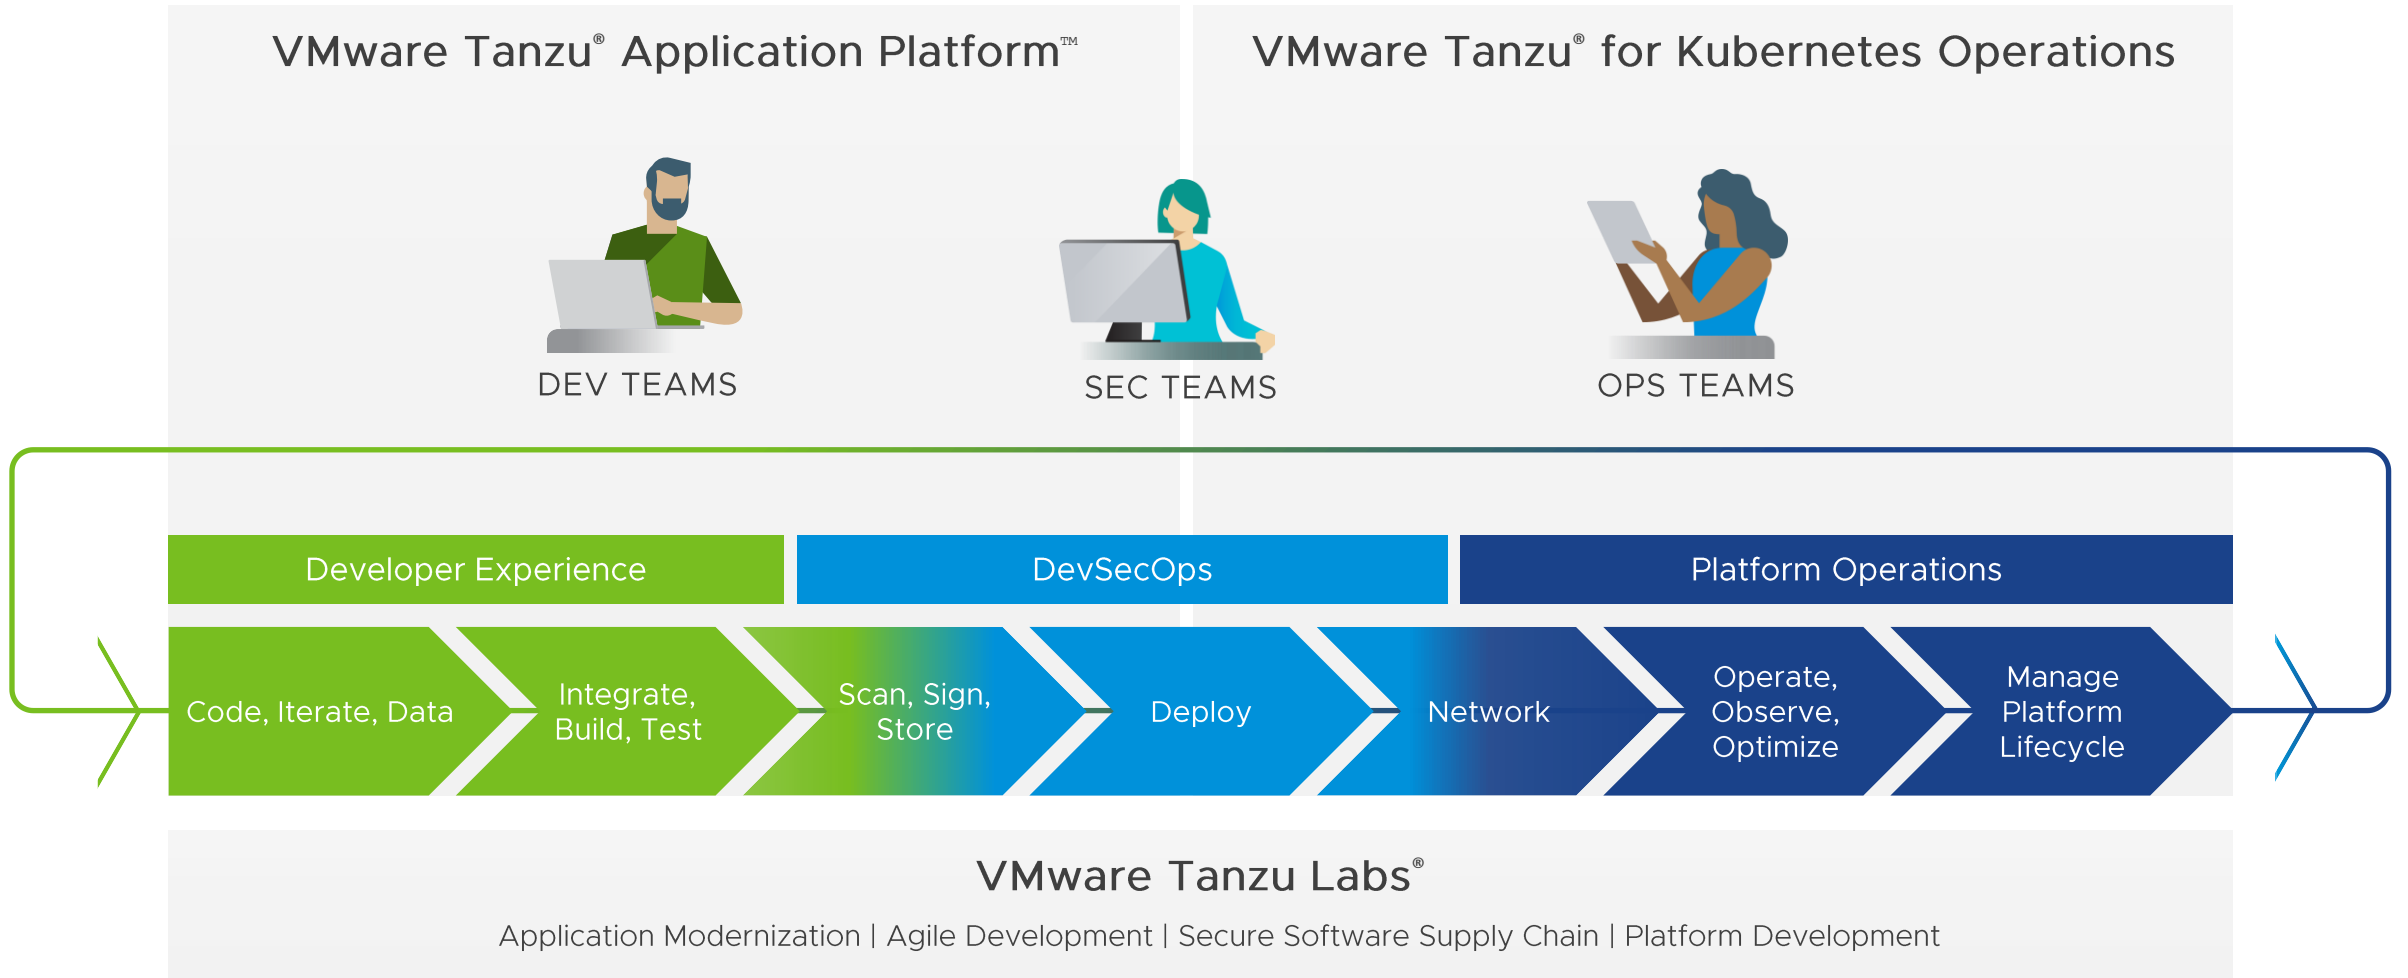 VMware Tanzu® Application Platform™
VMware Tanzu® for Kubernetes Operations
DEV TEAMS
SEC TEAMS
OPS TEAMS
Developer Experience
DevSecOps
Platform Operations
Code, Iterate, Data
Integrate,
Build, Test
Scan, Sign,
Store
Deploy
Network
Operate,
Observe,
Optimize
Manage
Platform
Lifecycle
VMware Tanzu Labs®
Application Modernization | Agile Development | Secure Software Supply Chain | Platform Development